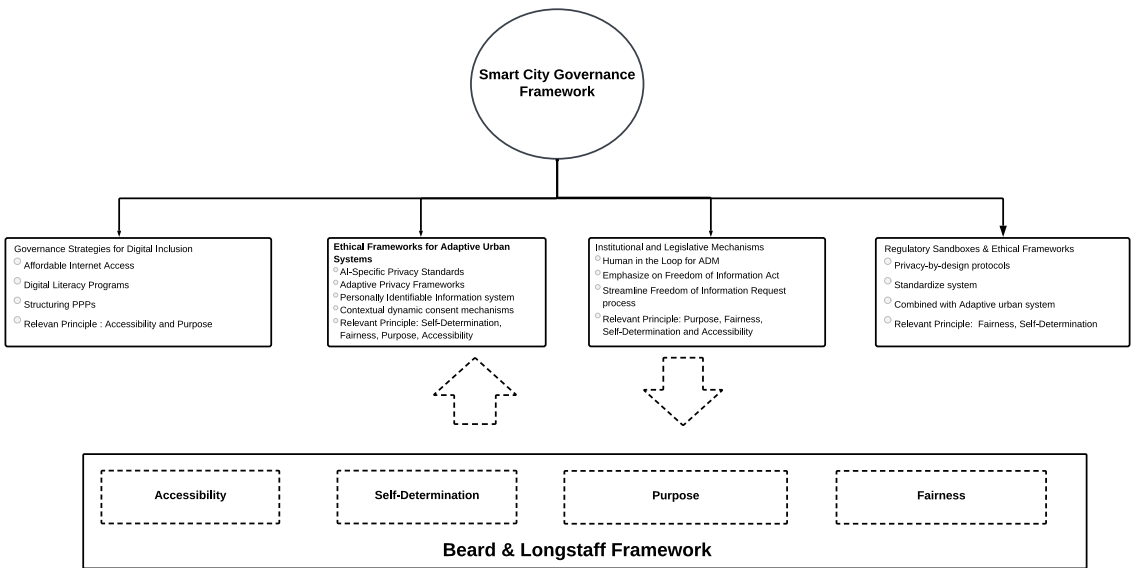 Smart City Governance
Framework
Governance Strategies for Digital Inclusion
Affordable Internet Access
Digital Literacy Programs
Structuring PPPs
Relevan Principle : Accessibility and Purpose
Ethical Frameworks for Adaptive Urban
Systems
AI-Specific Privacy Standards
Adaptive Privacy Frameworks
Personally Identifiable Information system
Contextual dynamic consent mechanisms
Relevant Principle: Self-Determination,
Fairness, Purpose, Accessibility
Institutional and Legislative Mechanisms
Human in the Loop for ADM
Emphasize on Freedom of Information Act
Streamline Freedom of Information Request
process
Relevant Principle: Purpose, Fairness,
Self-Determination and Accessibility
Regulatory Sandboxes & Ethical Frameworks
Privacy-by-design protocols
Standardize system
Combined with Adaptive urban system
Relevant Principle: Fairness, Self-Determination
Accessibility
Self-Determination
Purpose
Fairness
Beard & Longstaff Framework